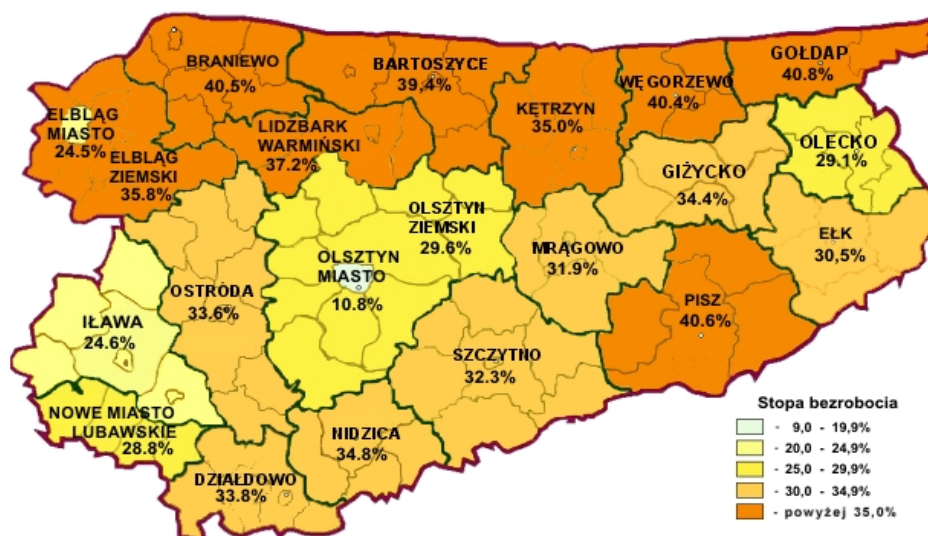 BRANIEWO
40.5%
BARTOSZYCE
39,4%
GOŁDAP
40.8%
WĘGORZEWO
40.4%
KĘTRZYN
35.0%
ELBLĄG
MIASTO
24.5%
LIDZBARK
WARMIŃSKI
37.2%
ELBLĄG
ZIEMSKI
35.8%
OLECKO
29.1%
GIŻYCKO
34.4%
OLSZTYN
ZIEMSKI
29.6%
EŁK
30,5%
MRĄGOWO
31.9%
OLSZTYN
MIASTO
10.8%
OSTRÓDA
33.6%
PISZ
40.6%
IŁAWA
24.6%
SZCZYTNO
32.3%
NOWE MIASTO
LUBAWSKIE
28.8%
NIDZICA
34.8%
DZIAŁDOWO
33.8%
Stopa bezrobocia
- 9,0 - 19,9%
- 20,0 - 24,9%
- 25,0 - 29,9%
- 30,0 - 34,9%
- powyżej 35,0%